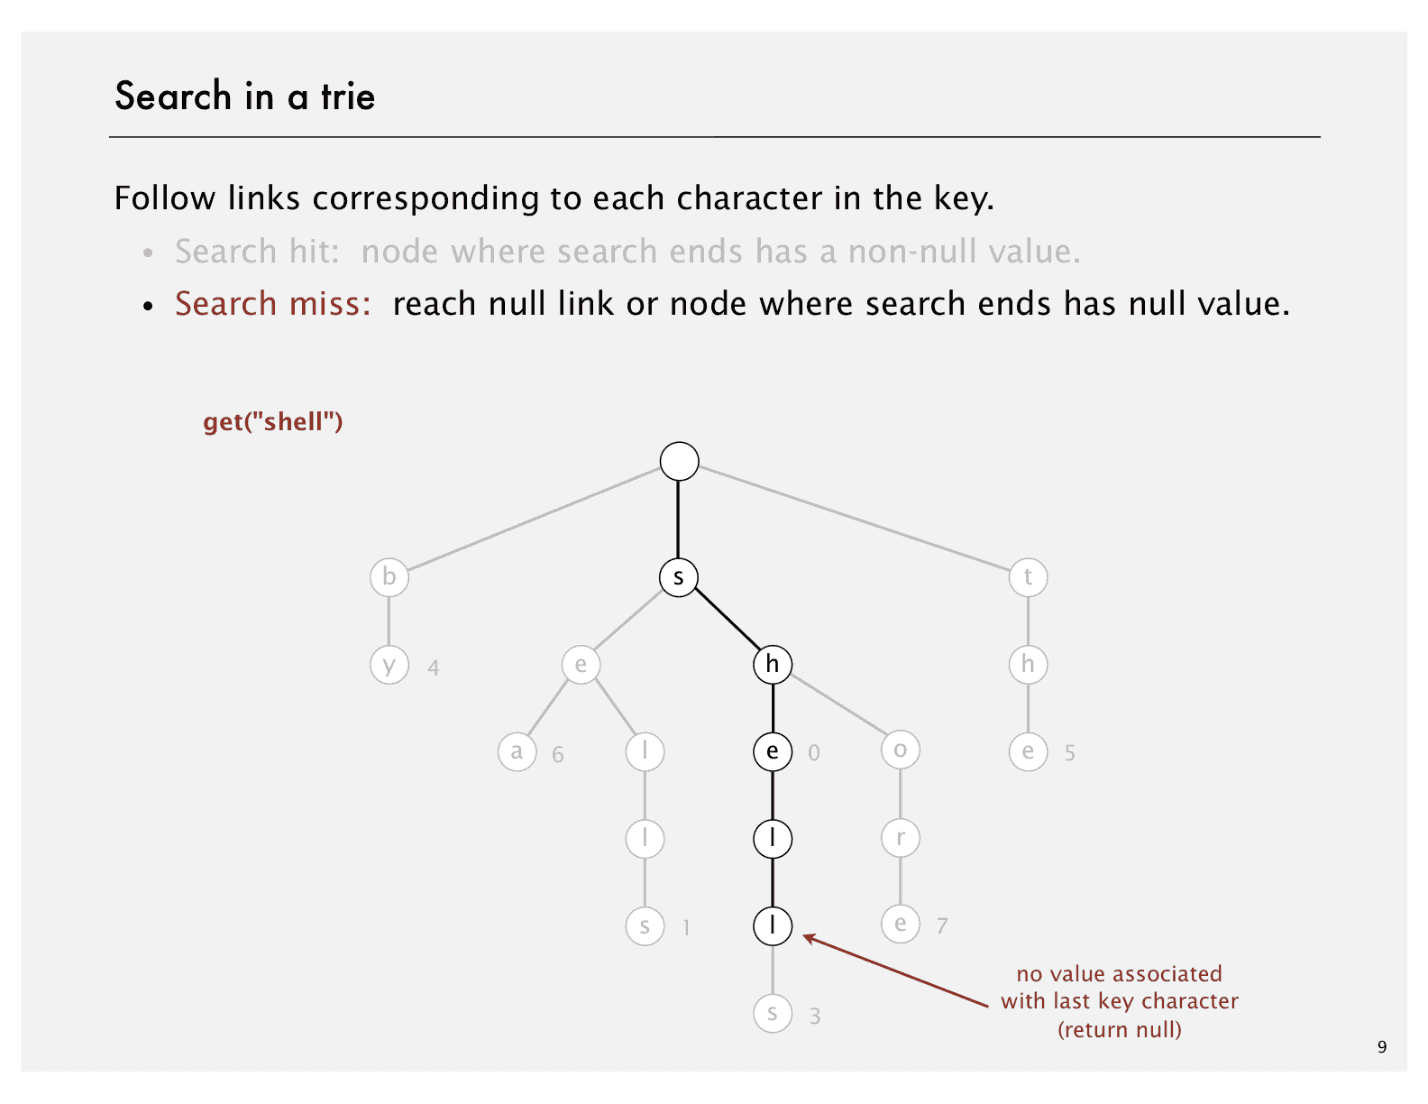 Search in a trie
Follow links corresponding to each character in the key.
• Search hit: node where search ends has a non-null value.
• Search miss: reach null link or node where search ends has null value.
get("shell")
b s t
y 4 e h h
a 6 l e 0 o e 5
l l r
s 1 l e 7
s 3
no value associated
with last key character
(return null)
9